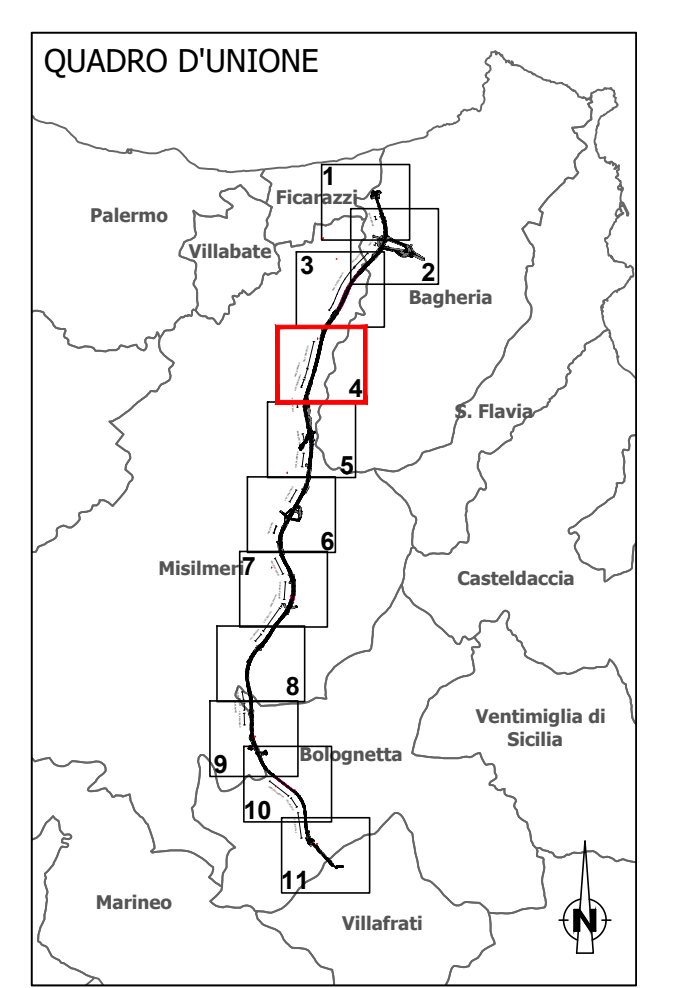 QUADRO D'UNIONE
1
Ficarazzi
Palermo
Villabate
3
2
Bagheria
4
S. Flavia
5
6
Misilmeri
7
Casteldaccia
8
Ventimiglia di
Sicilia
Bolognetta
9
10
11
Marineo
N
Villafrati